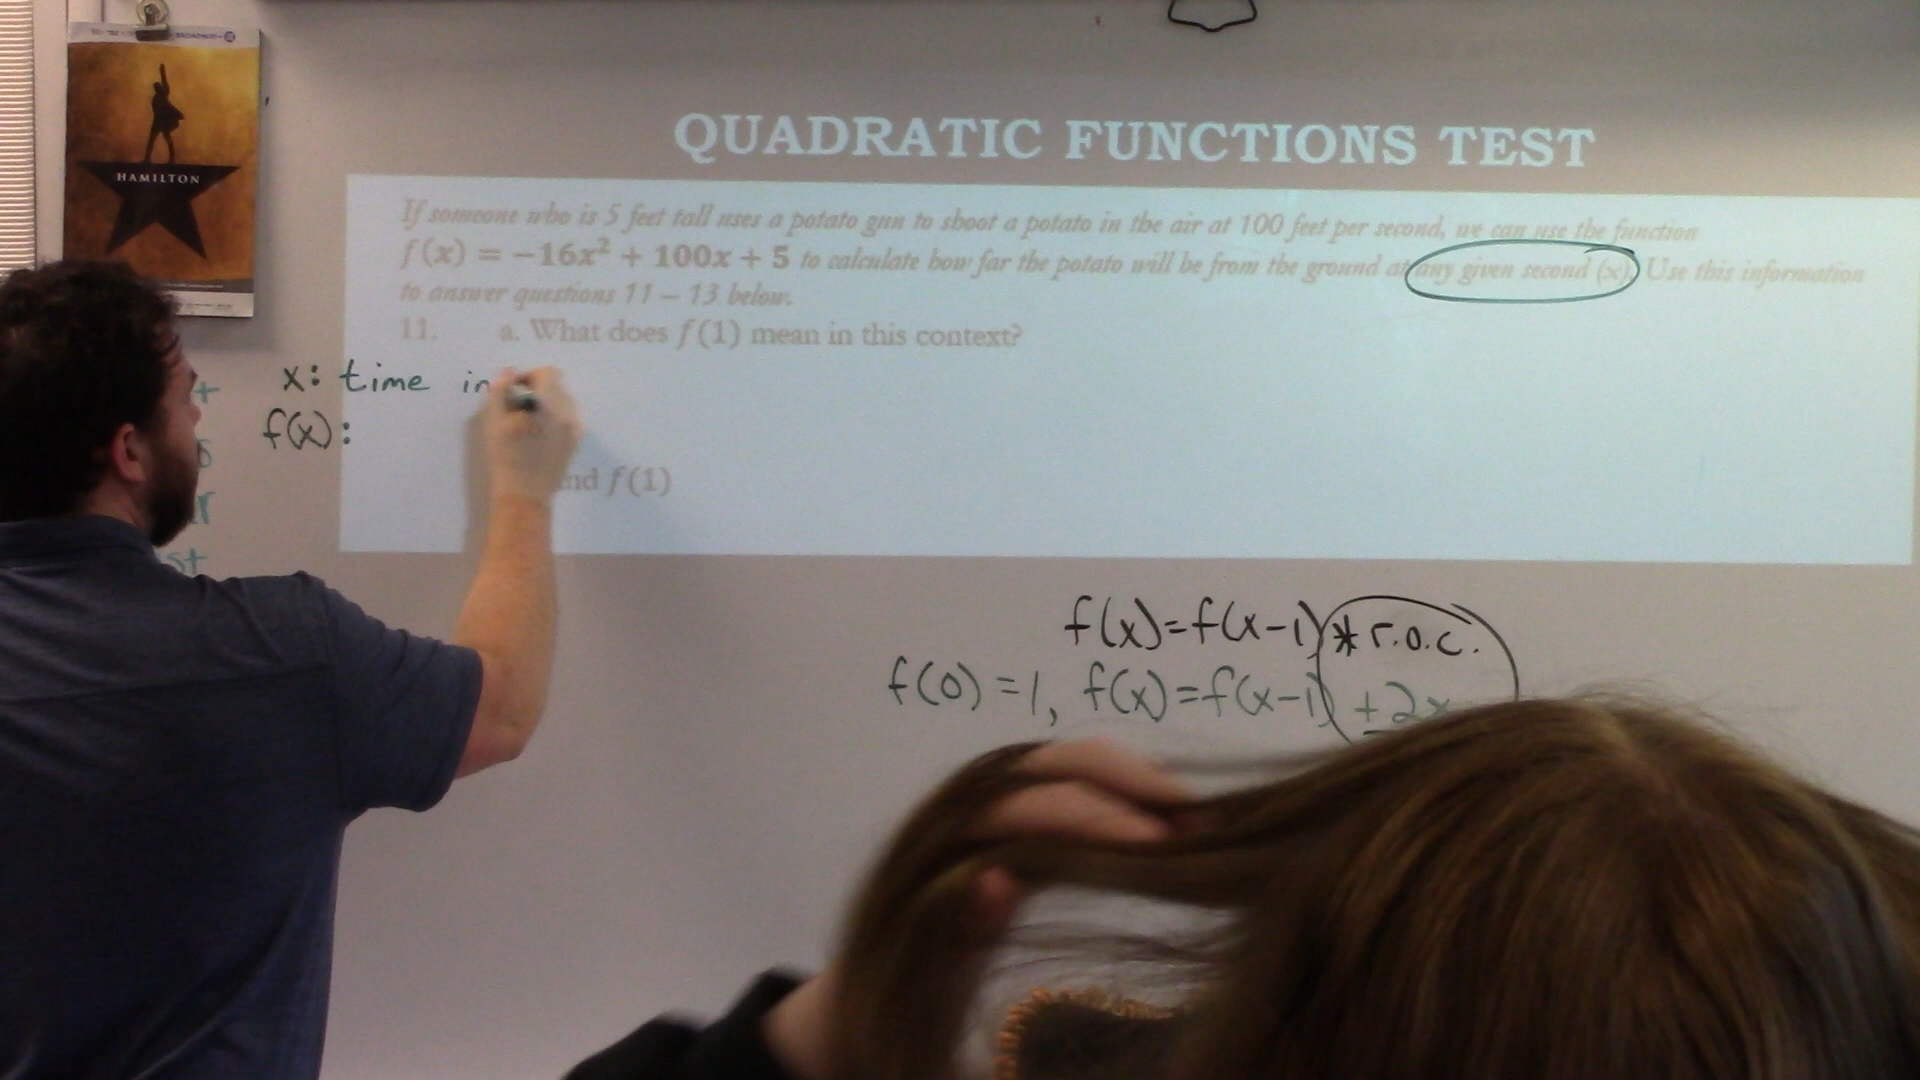 HAMILTON
QUADRATIC FUNCTIONS TEST
If someone who is 5 feet tall uses a potato gun to shoot a potato in the air at 100 feet per second, we can use the function
f(x) = −16x² + 100x + 5 to calculate how far the potato will be from the ground at any given second (x). Use this information
to answer questions 11 – 13 below.
11. a. What does f(1) mean in this context?
x: time in
f(x):
f(1)
f(x)=f(x-1)* r.o.c.
f(0)=1, f(x)=f(x-1) +2x